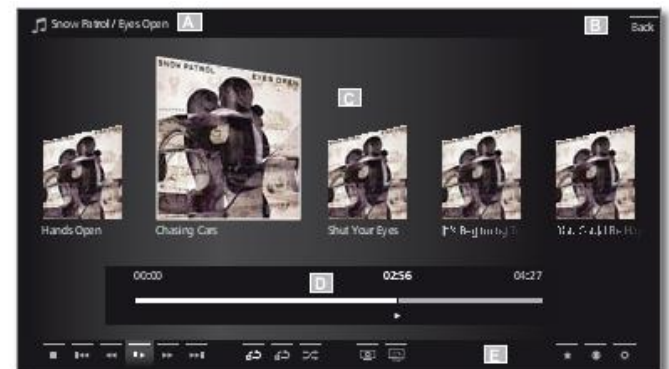 Snow Patrol / Eyes Open A B Back
SNOW PATROL EYES OPEN
C
Hands Open Chasing Cars Shut Your Eyes
00:00 D 02:56 04:27
E